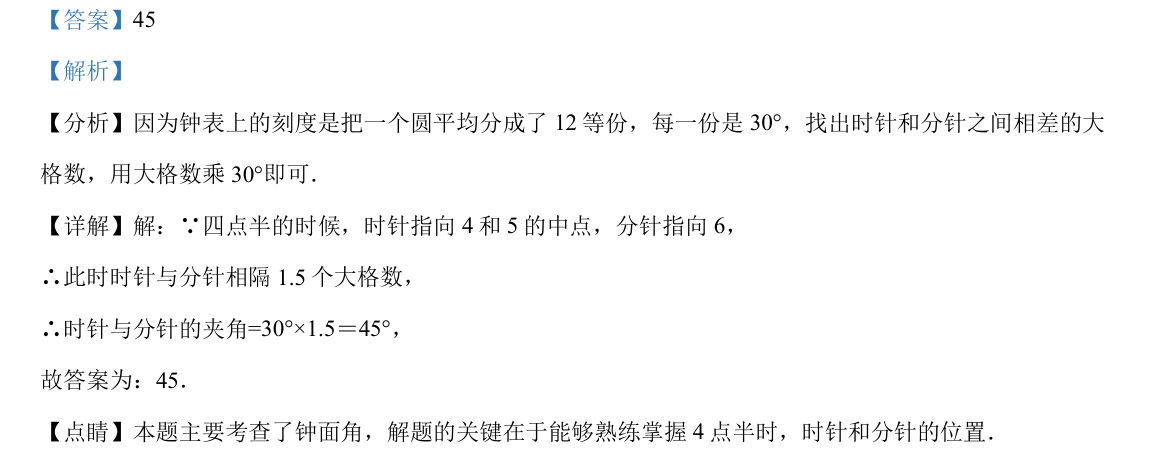 【答案】45
【解析】
【分析】因为钟表上的刻度是把一个圆平均分成了 12 等份，每一份是 30°，找出时针和分针之间相差的大
格数，用大格数乘 30°即可．
【详解】解：∵四点半的时候，时针指向 4 和 5 的中点，分针指向 6，
∴此时时针与分针相隔 1.5 个大格数，
∴时针与分针的夹角=30°×1.5＝45°，
故答案为：45．
【点睛】本题主要考查了钟面角，解题的关键在于能够熟练掌握 4 点半时，时针和分针的位置．